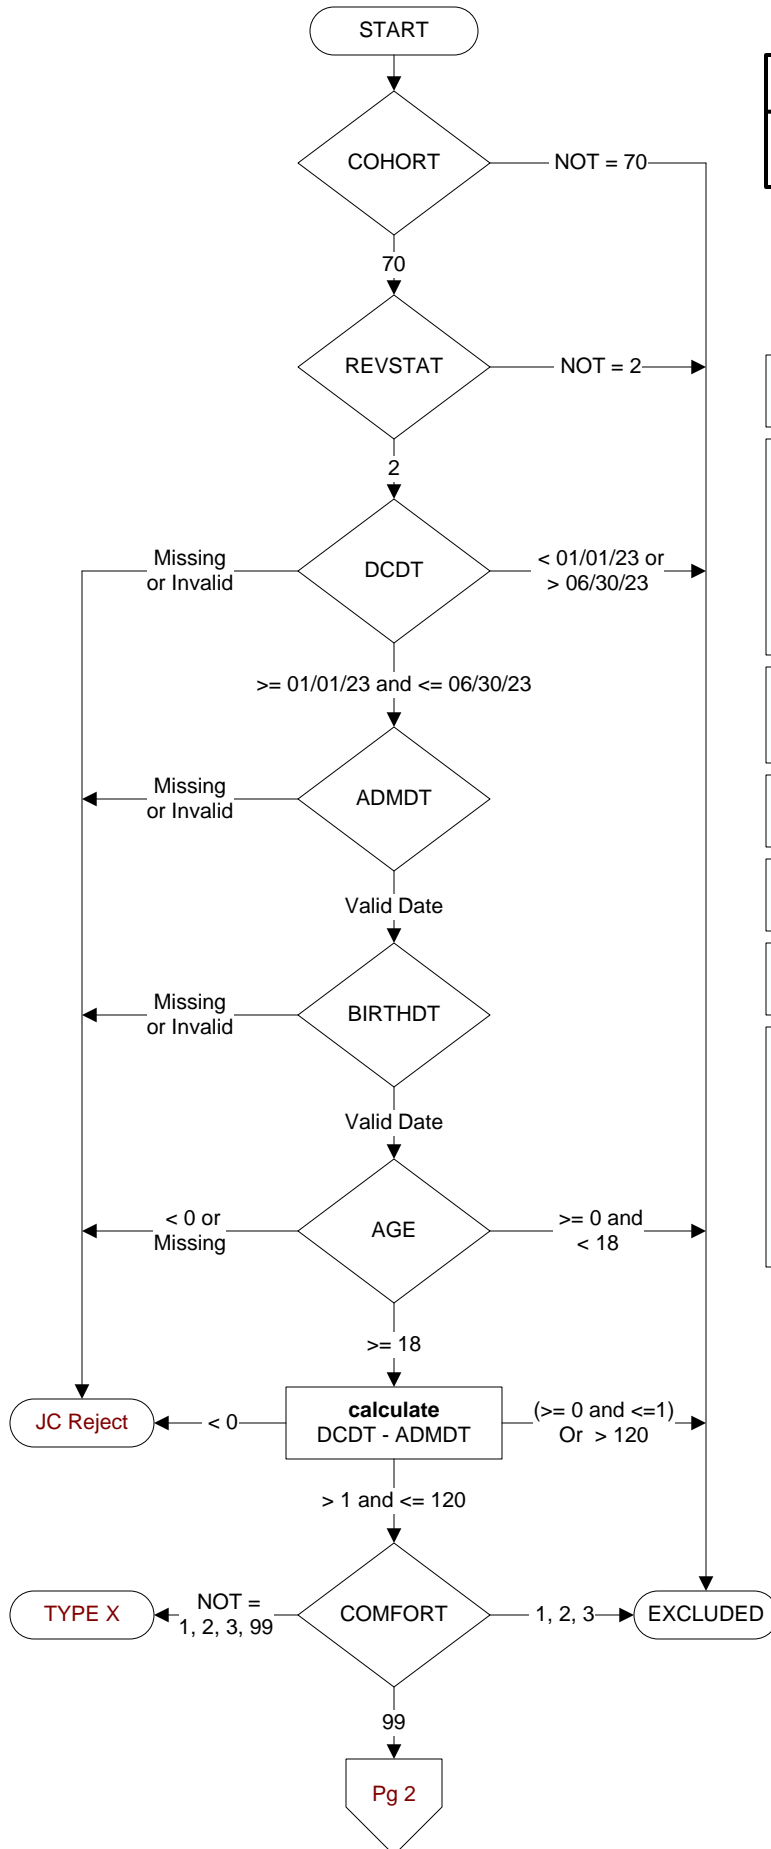 START
COHORT
NOT = 70
70
REVSTAT
NOT = 2
2
Missing
or Invalid
DCDT
< 01/01/23 or
> 06/30/23
>= 01/01/23 and <= 06/30/23
Missing
or Invalid
ADMDT
Valid Date
Missing
or Invalid
BIRTHDT
Valid Date
< 0 or
Missing
AGE
>= 0 and
< 18
>= 18
JC Reject
< 0
calculate
DCDT - ADMDT
(>= 0 and <=1)
Or > 120
> 1 and <= 120
TYPE X
NOT =
1, 2, 3, 99
COMFORT
1, 2, 3
EXCLUDED
99
Pg 2